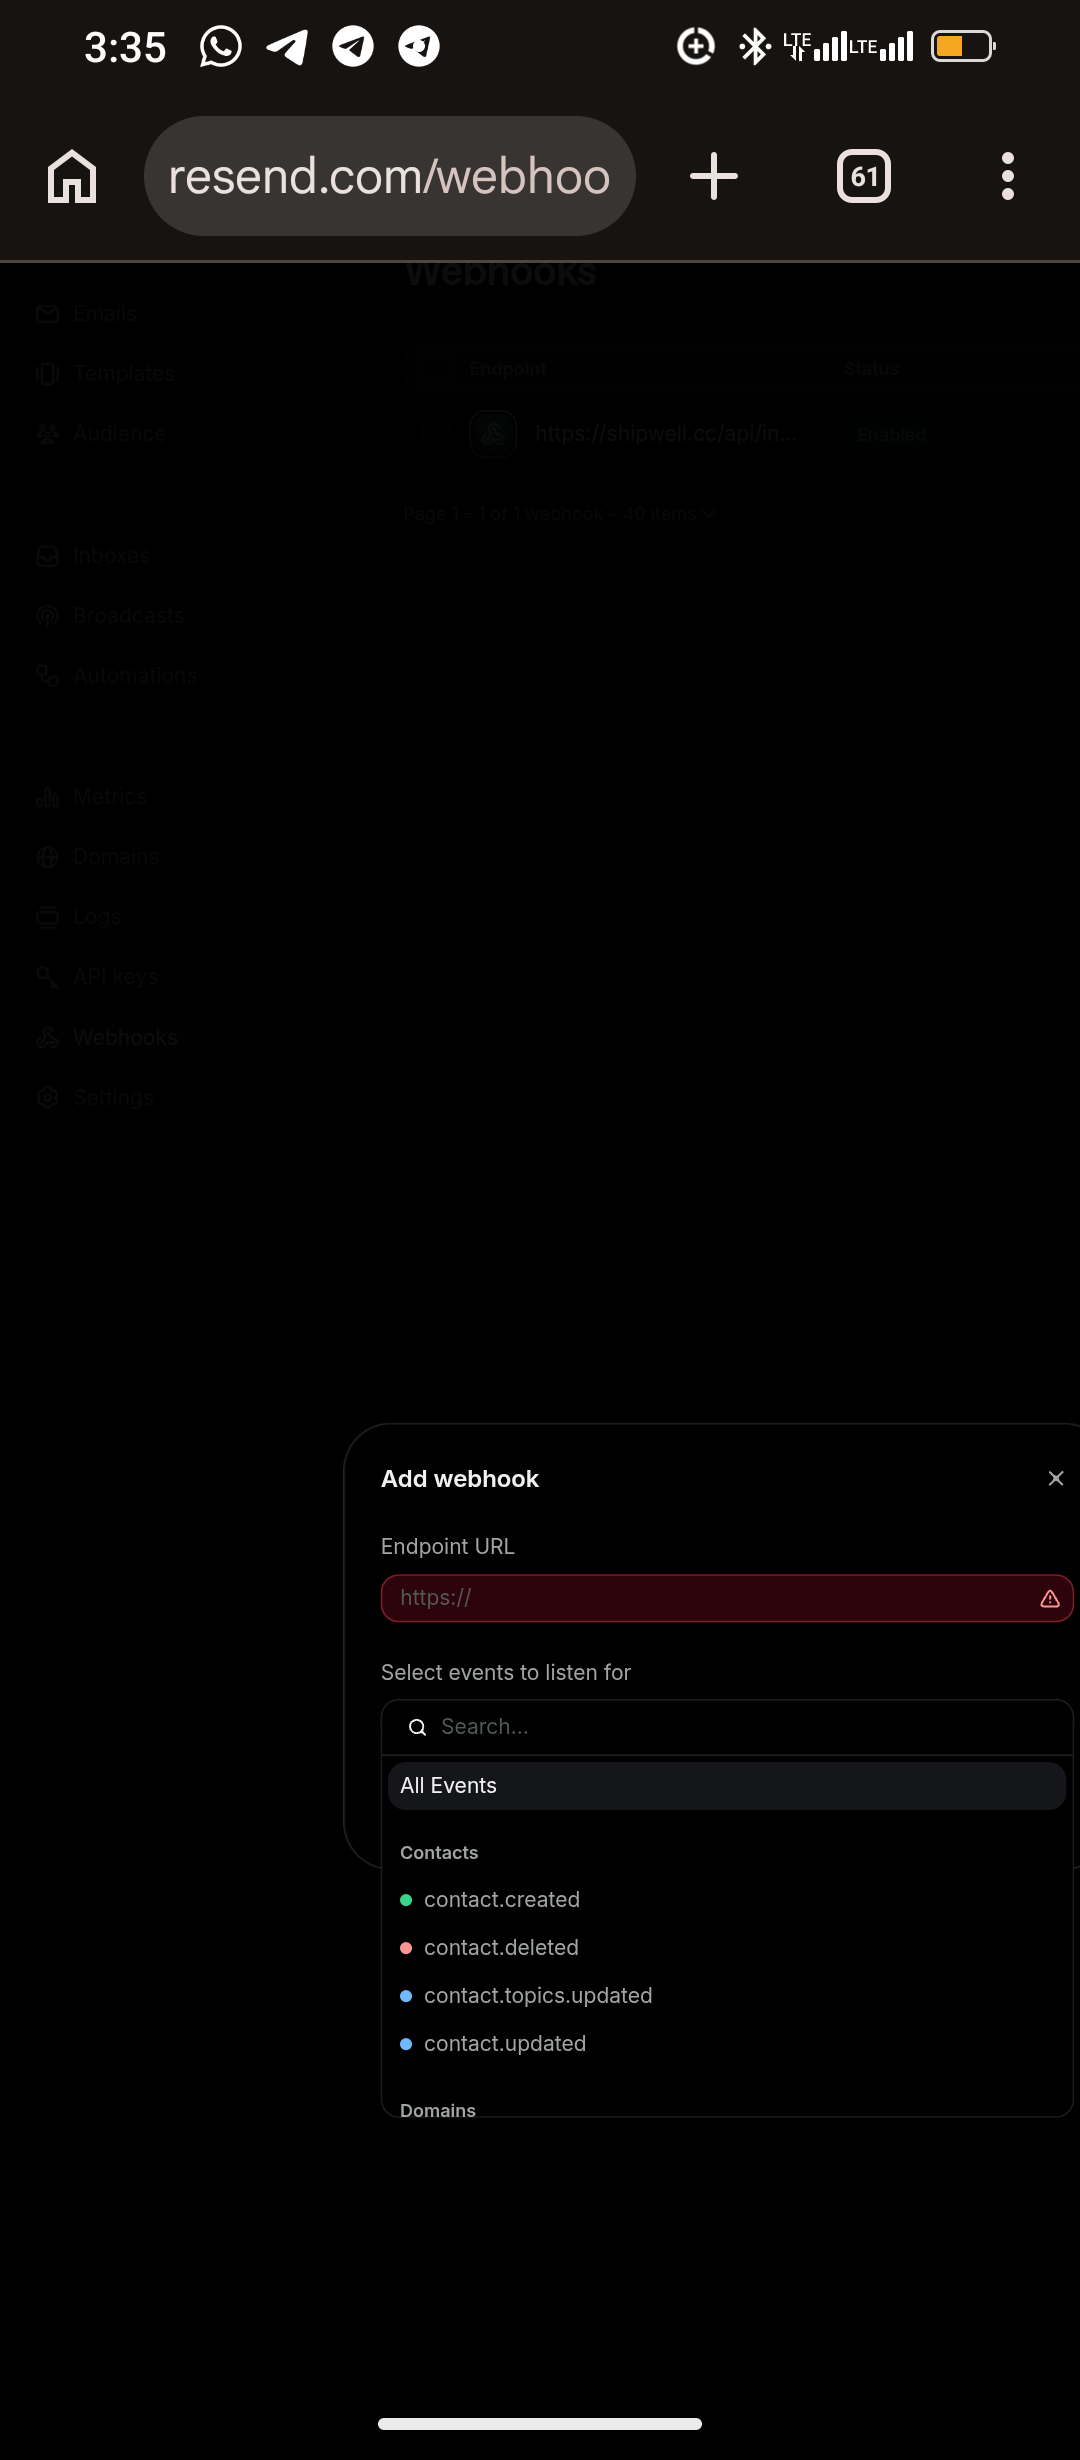 3:35
LTE
LTE
resend.com/webhoo
61
Webhooks
Emails
Templates
Audience
Endpoint
Status
https://shipwell.cc/api/in...
Enabled
Page 1 – 1 of 1 webhook – 40 items
Inboxes
Broadcasts
Automations
Metrics
Domains
Logs
API keys
Webhooks
Settings
Add webhook
Endpoint URL
https://
Select events to listen for
Search...
All Events
Contacts
contact.created
contact.deleted
contact.topics.updated
contact.updated
Domains